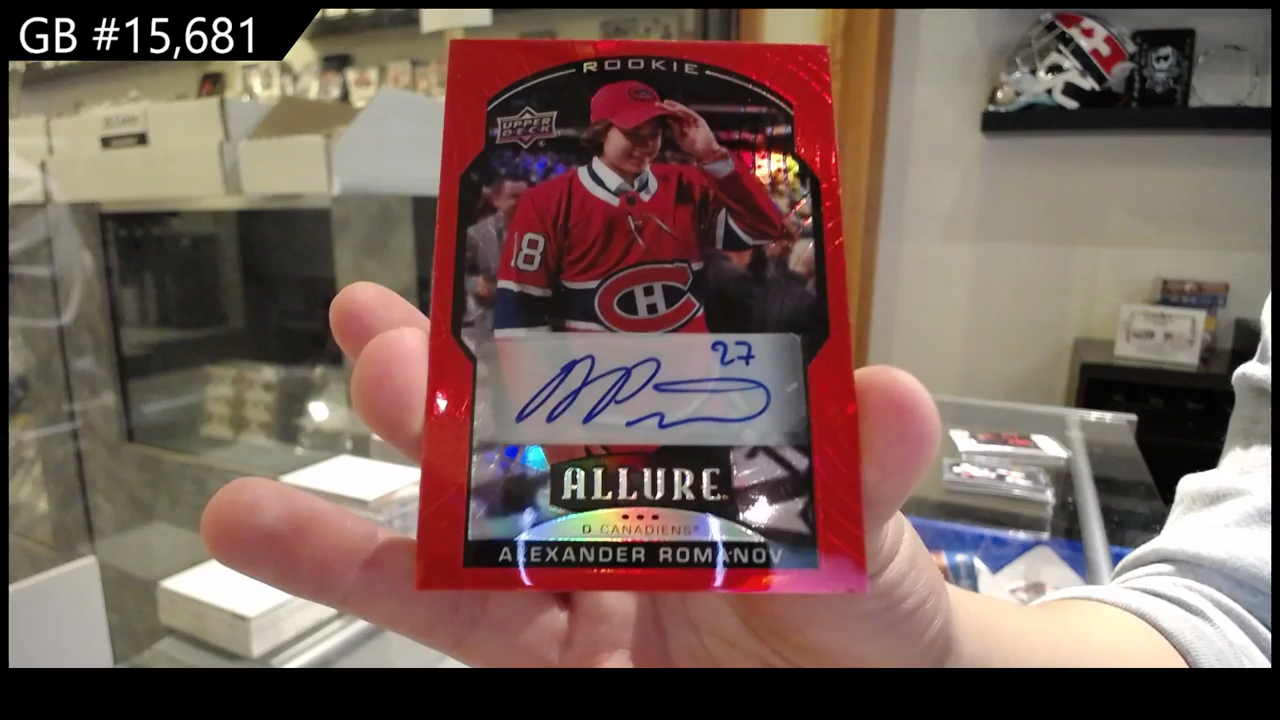 GB #15,681
ROOKIE
UPPER
DECK
18
27
ALLURE
D CANADIENS
ALEXANDER ROMANOV